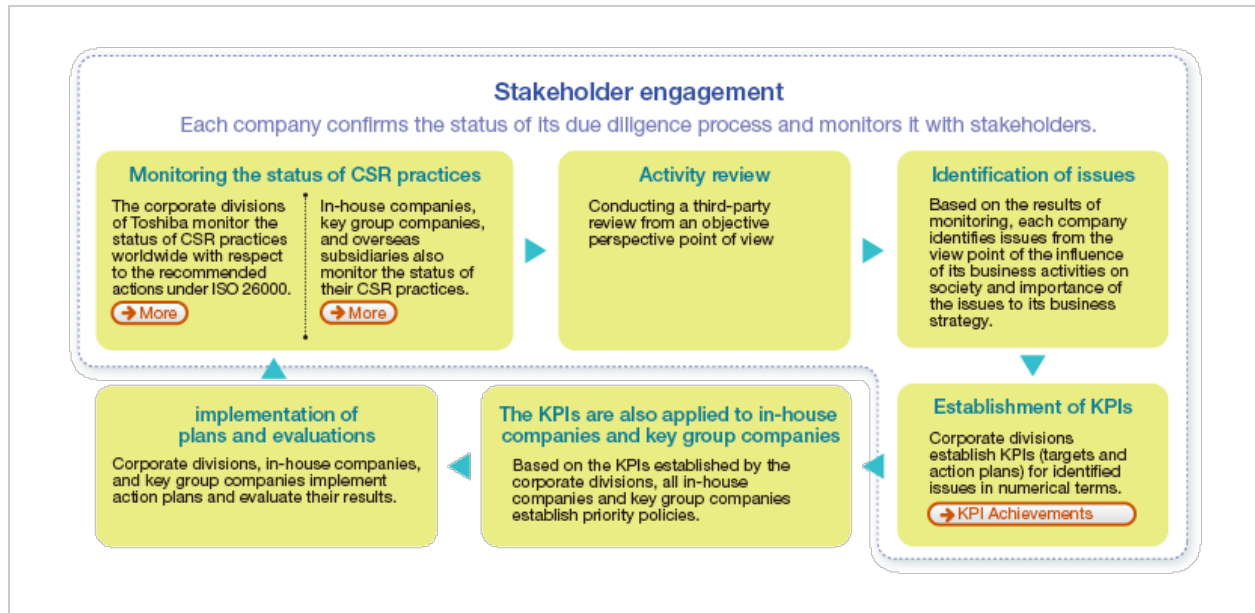 Stakeholder engagement
Each company confirms the status of its due diligence process and monitors it with stakeholders.
Monitoring the status of CSR practices
The corporate divisions
of Toshiba monitor the
status of CSR practices
worldwide with respect
to the recommended
actions under ISO 26000.
More
In-house companies,
key group companies,
and overseas
subsidiaries also
monitor the status of
their CSR practices.
More
Activity review
Conducting a third-party
review from an objective
perspective point of view
Identification of issues
Based on the results of
monitoring, each company
identifies issues from the
view point of the influence
of its business activities on
society and importance of
the issues to its business
strategy.
Establishment of KPIs
Corporate divisions
establish KPIs (targets and
action plans) for identified
issues in numerical terms.
KPI Achievements
The KPIs are also applied to in-house
companies and key group companies
Based on the KPIs established by the
corporate divisions, all in-house
companies and key group companies
establish priority policies.
implementation of
plans and evaluations
Corporate divisions, in-house companies,
and key group companies implement
action plans and evaluate their results.